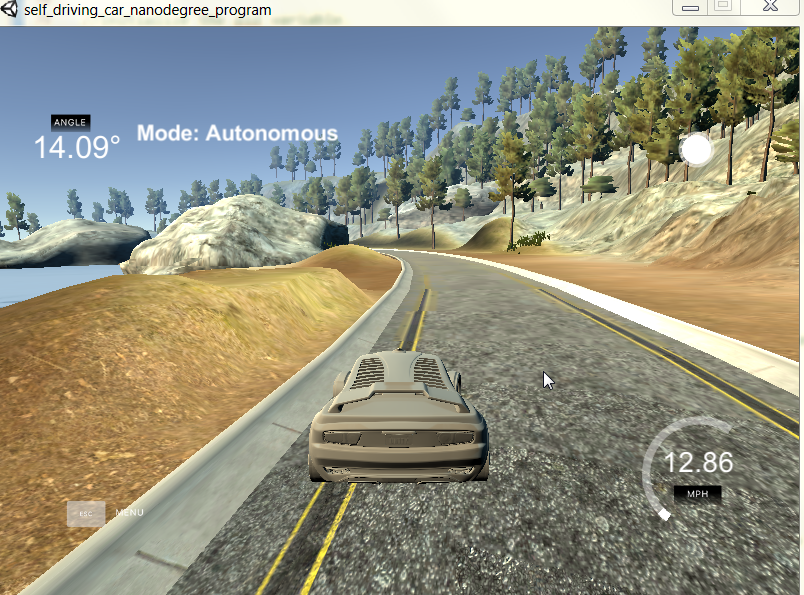 self_driving_car_nanodegree_program
ANGLE
14.09°
Mode: Autonomous
12.86
MPH
ESC
MENU